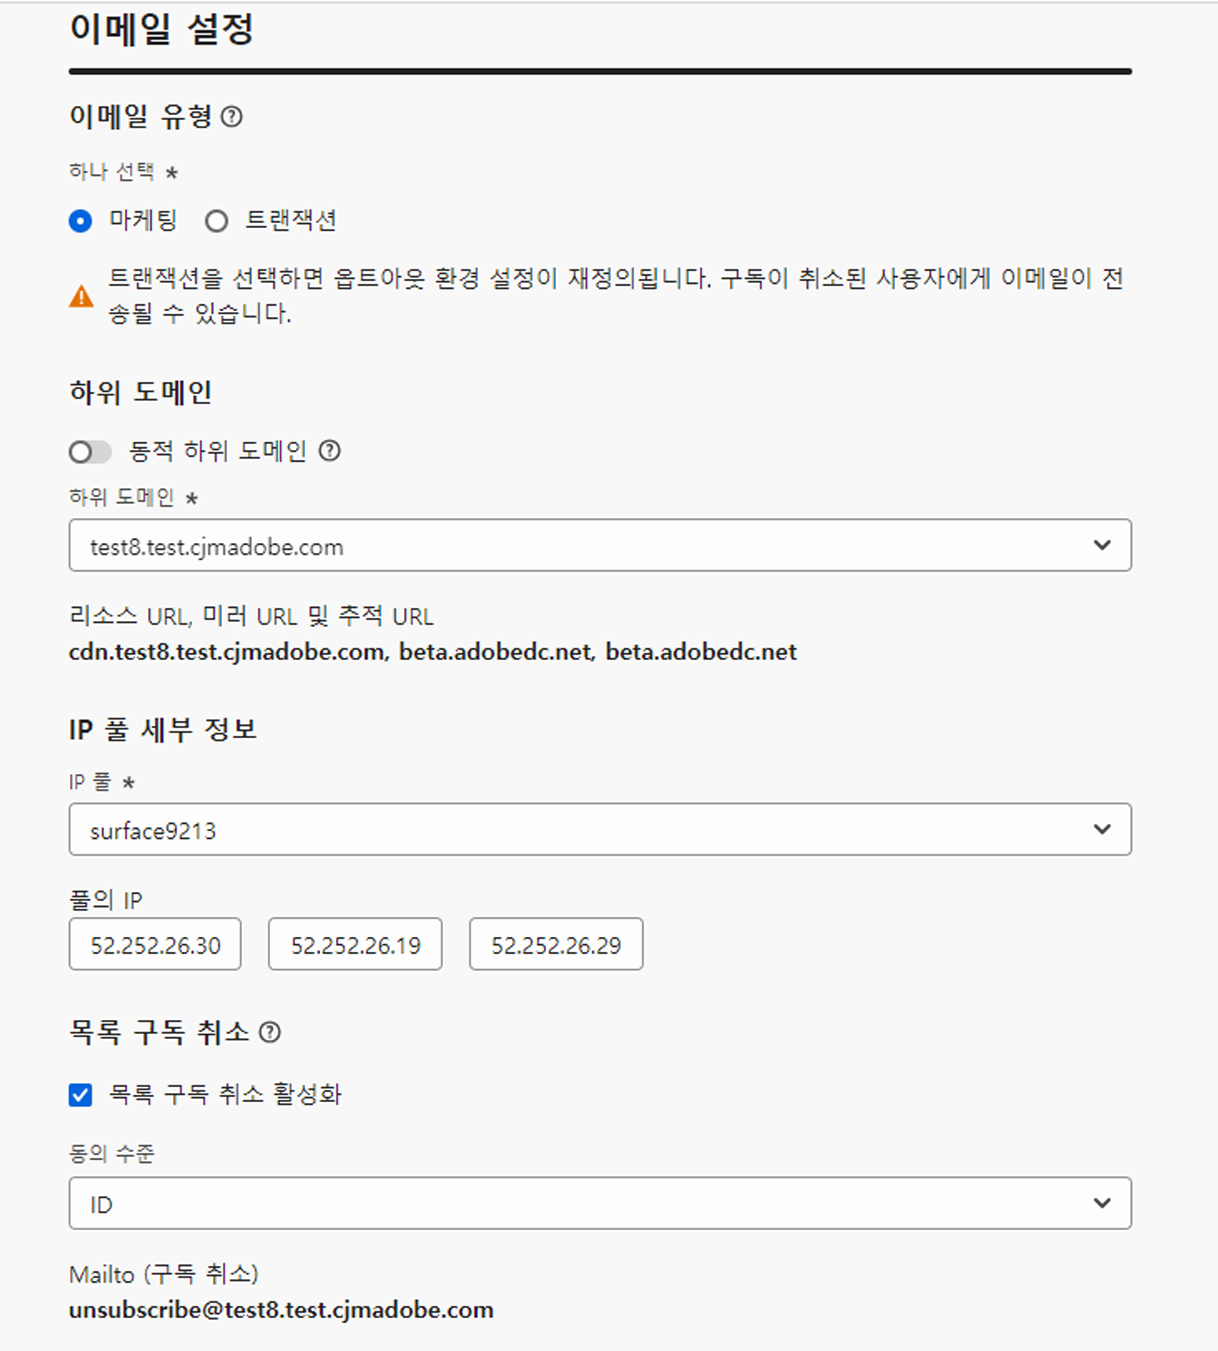 이메일 설정
이메일 유형
하나 선택 *
마케팅 트랜잭션
트랜잭션을 선택하면 옵트아웃 환경 설정이 재정의됩니다. 구독이 취소된 사용자에게 이메일이 전
송될 수 있습니다.
하위 도메인
동적 하위 도메인
하위 도메인 *
test8.test.cjmadobe.com
리소스 URL, 미러 URL 및 추적 URL
cdn.test8.test.cjmadobe.com, beta.adobedc.net, beta.adobedc.net
IP 풀 세부 정보
IP 풀 *
surface9213
풀의 IP
52.252.26.30 52.252.26.19 52.252.26.29
목록 구독 취소
목록 구독 취소 활성화
동의 수준
ID
Mailto (구독 취소)
unsubscribe@test8.test.cjmadobe.com